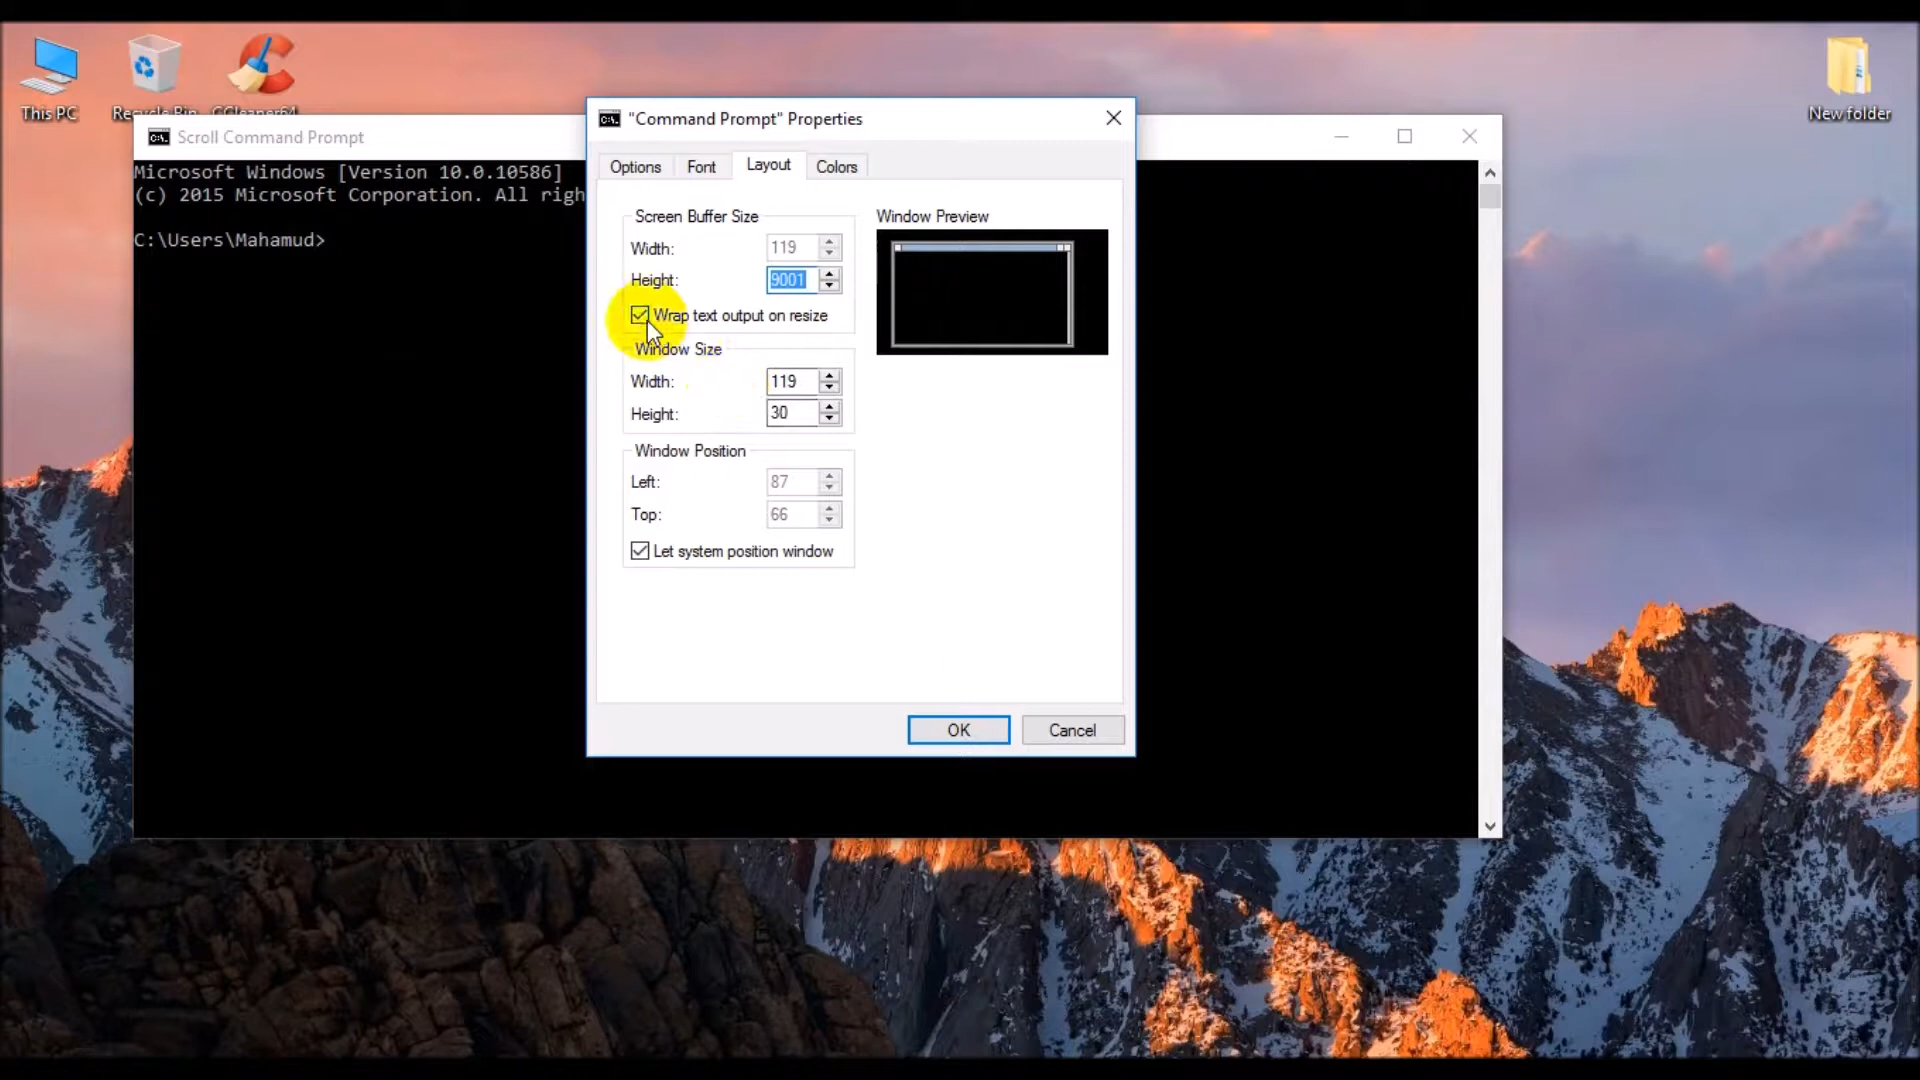 This PC
Recycle Bin
CCleaner64
New folder
Scroll Command Prompt
Microsoft Windows [Version 10.0.10586]
(c) 2015 Microsoft Corporation. All righ
C:\Users\Mahamud>
"Command Prompt" Properties
Options
Font
Layout
Colors
Screen Buffer Size
Width: 119
Height: 9001
Wrap text output on resize
Window Size
Width: 119
Height: 30
Window Position
Left: 87
Top: 66
Let system position window
Window Preview
OK
Cancel